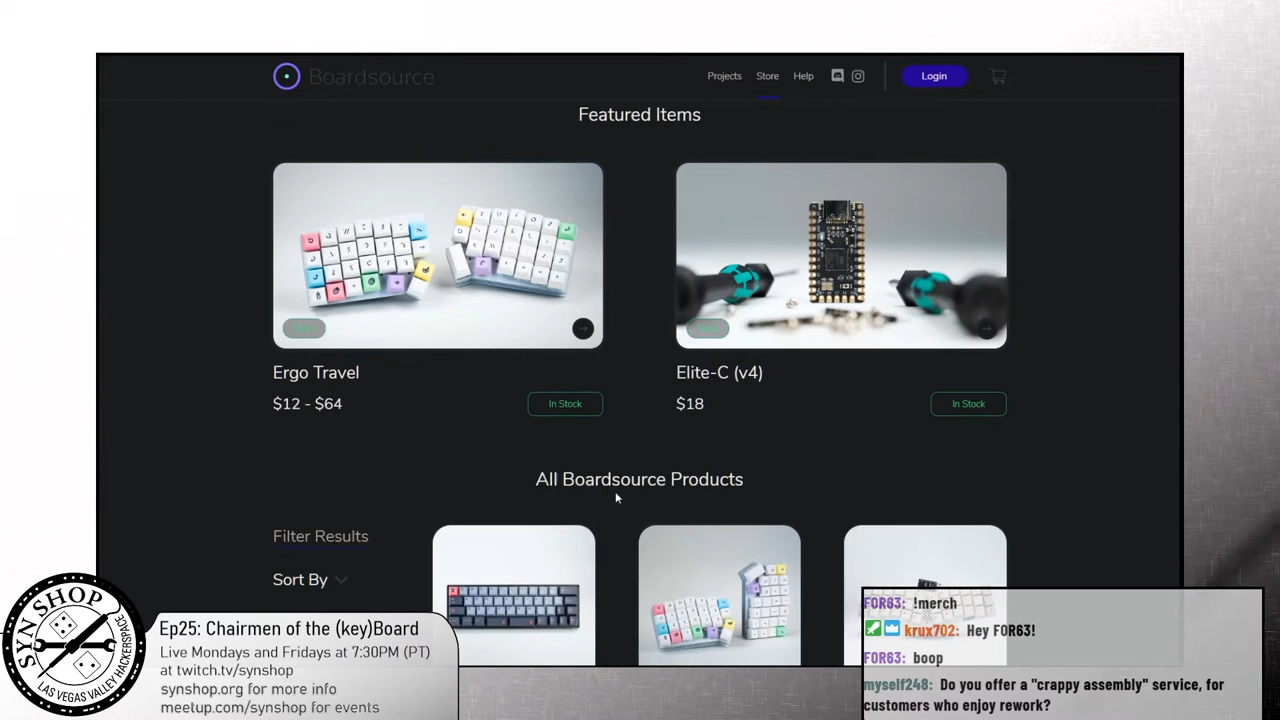 Boardsource
Projects Store Help Login
Featured Items
Ergo Travel
$12 - $64
In Stock
Elite-C (v4)
$18
In Stock
All Boardsource Products
Filter Results
Sort By
SYN SHOP
LAS VEGAS VALLEY HACKERSPACE
Ep25: Chairmen of the (key)Board
Live Mondays and Fridays at 7:30PM (PT)
at twitch.tv/synshop
synshop.org for more info
meetup.com/synshop for events
FOR63: !merch
krux702: Hey FOR63!
FOR63: boop
myself248: Do you offer a "crappy assembly" service, for
customers who enjoy rework?